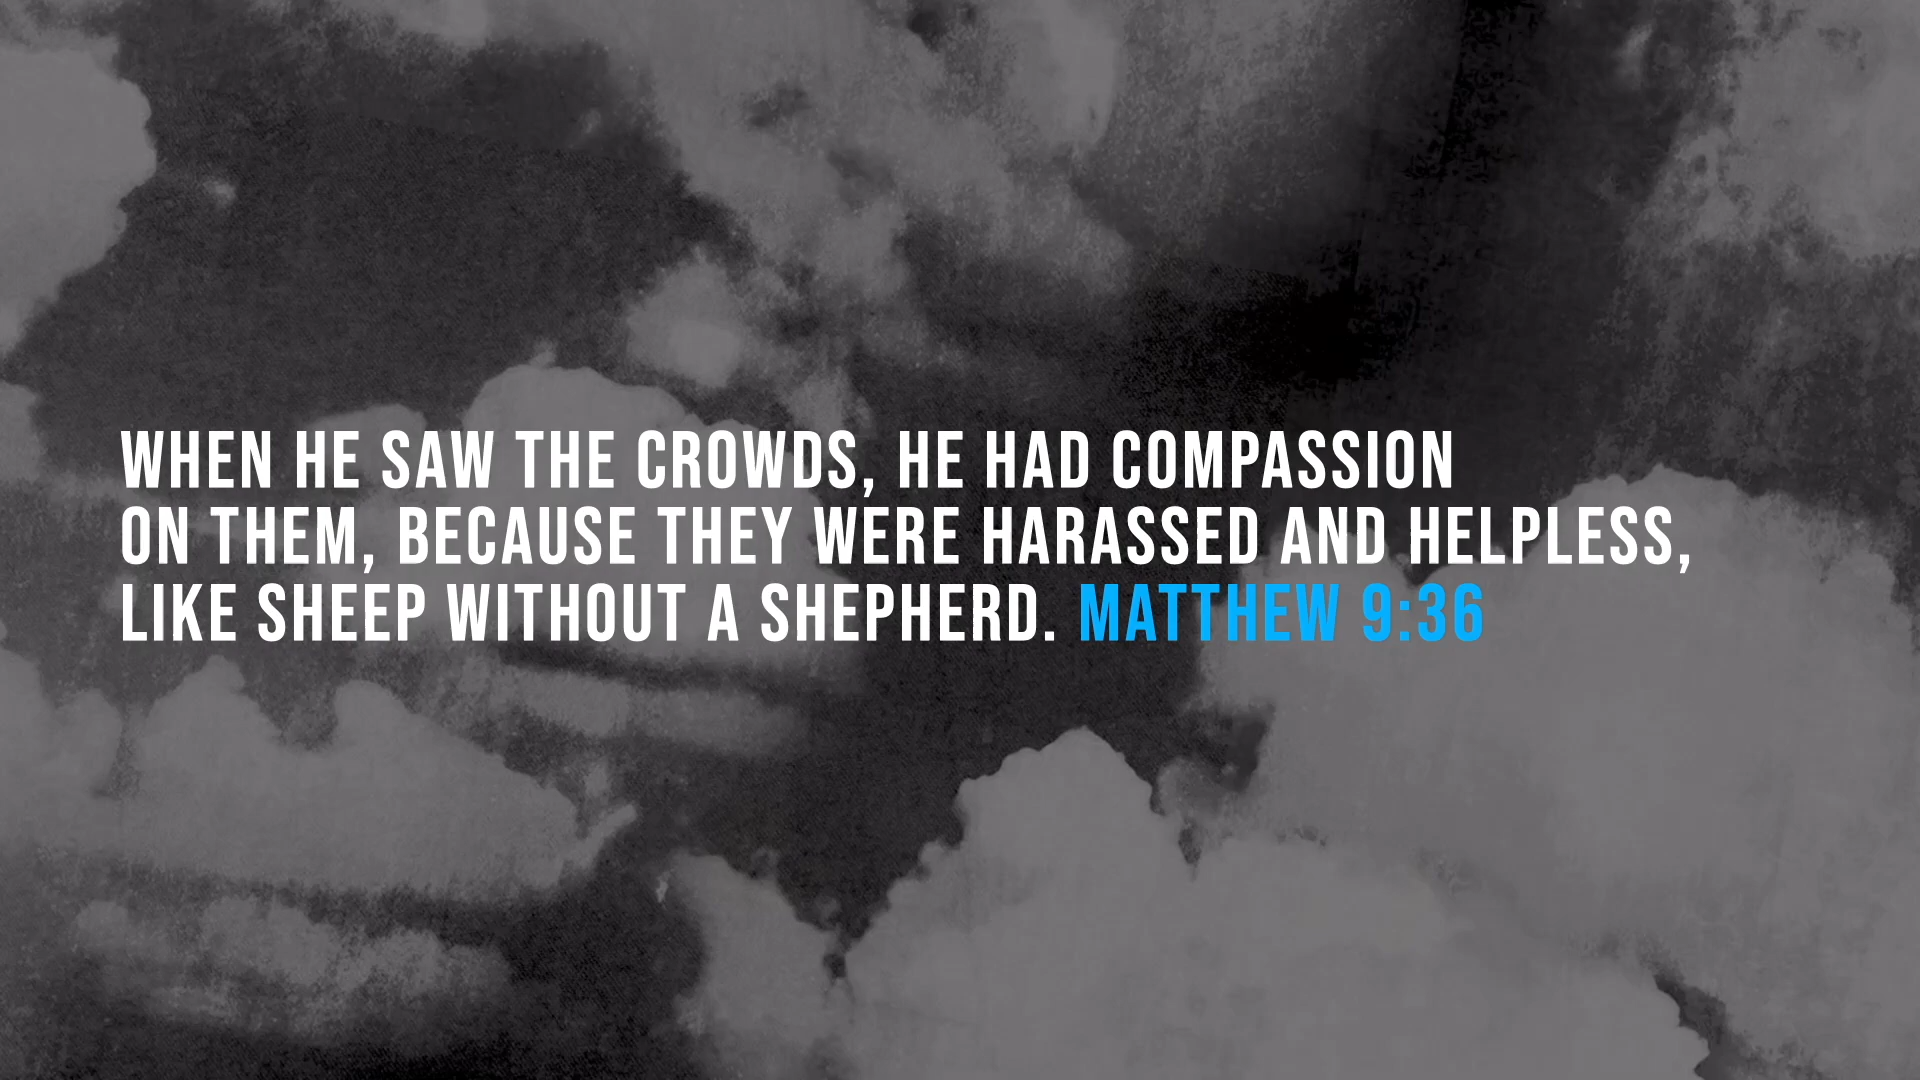 WHEN HE SAW THE CROWDS, HE HAD COMPASSION
ON THEM, BECAUSE THEY WERE HARASSED AND HELPLESS,
LIKE SHEEP WITHOUT A SHEPHERD. MATTHEW 9:36